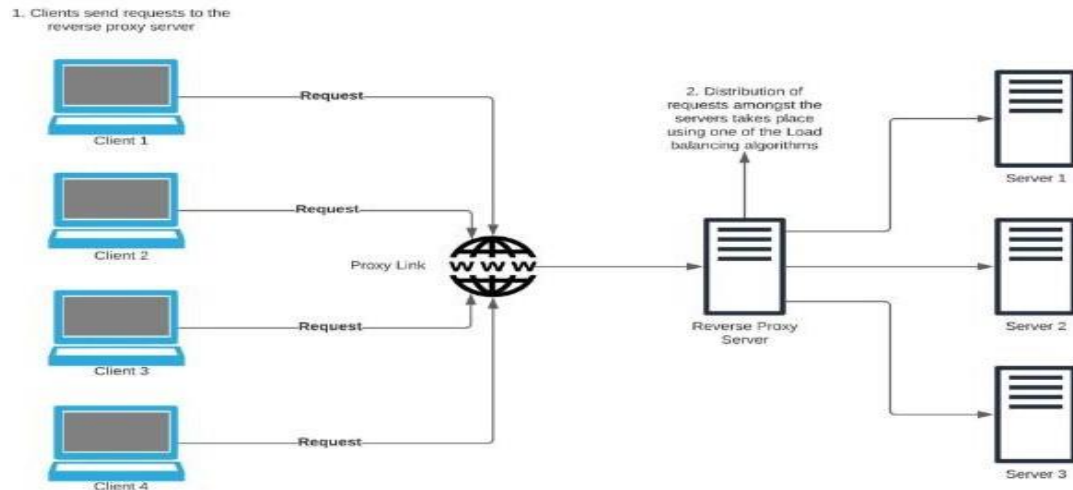 1. Clients send requests to the
reverse proxy server
Request
Client 1
Request
Client 2
Proxy Link
W W W
Request
Client 3
Request
Client 4
2. Distribution of
requests amongst the
servers takes place
using one of the Load
balancing algorithms
Reverse Proxy
Server
Server 1
Server 2
Server 3